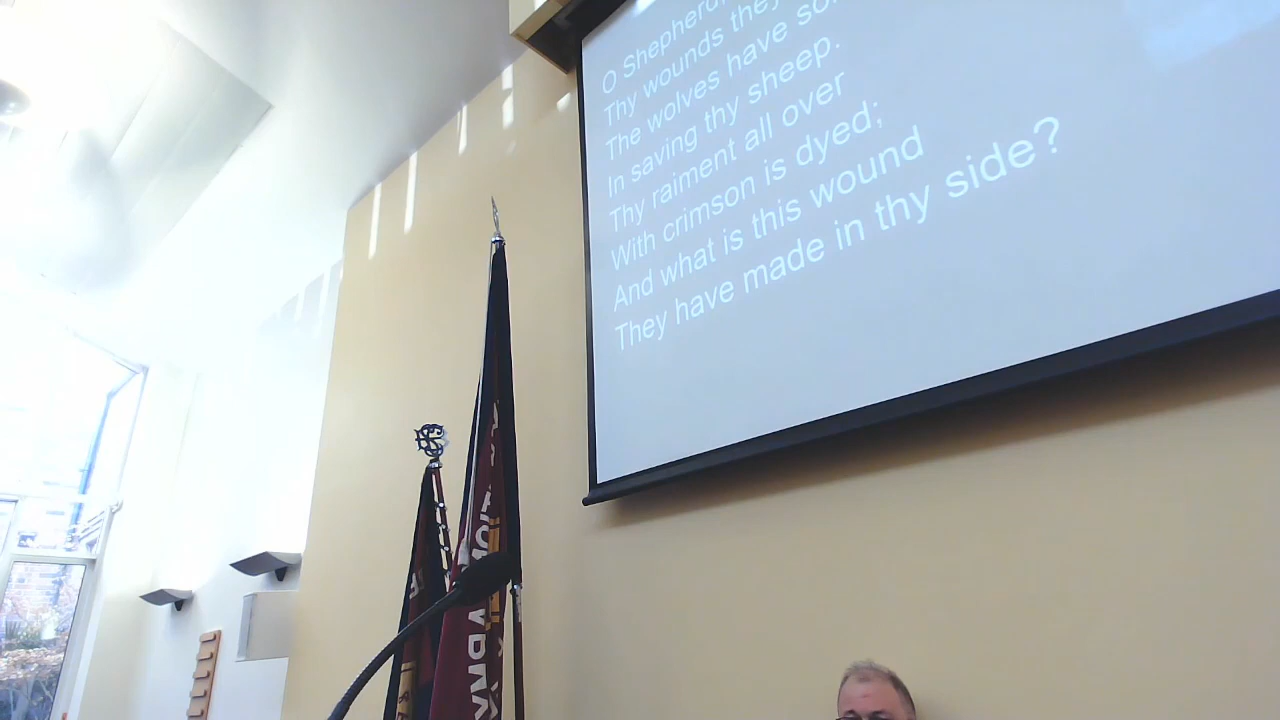 O Shepherd,
Thy wounds they
The wolves have
In saving thy sheep.
Thy raiment all over
With crimson is dyed;
And what is this wound
They have made in thy side?